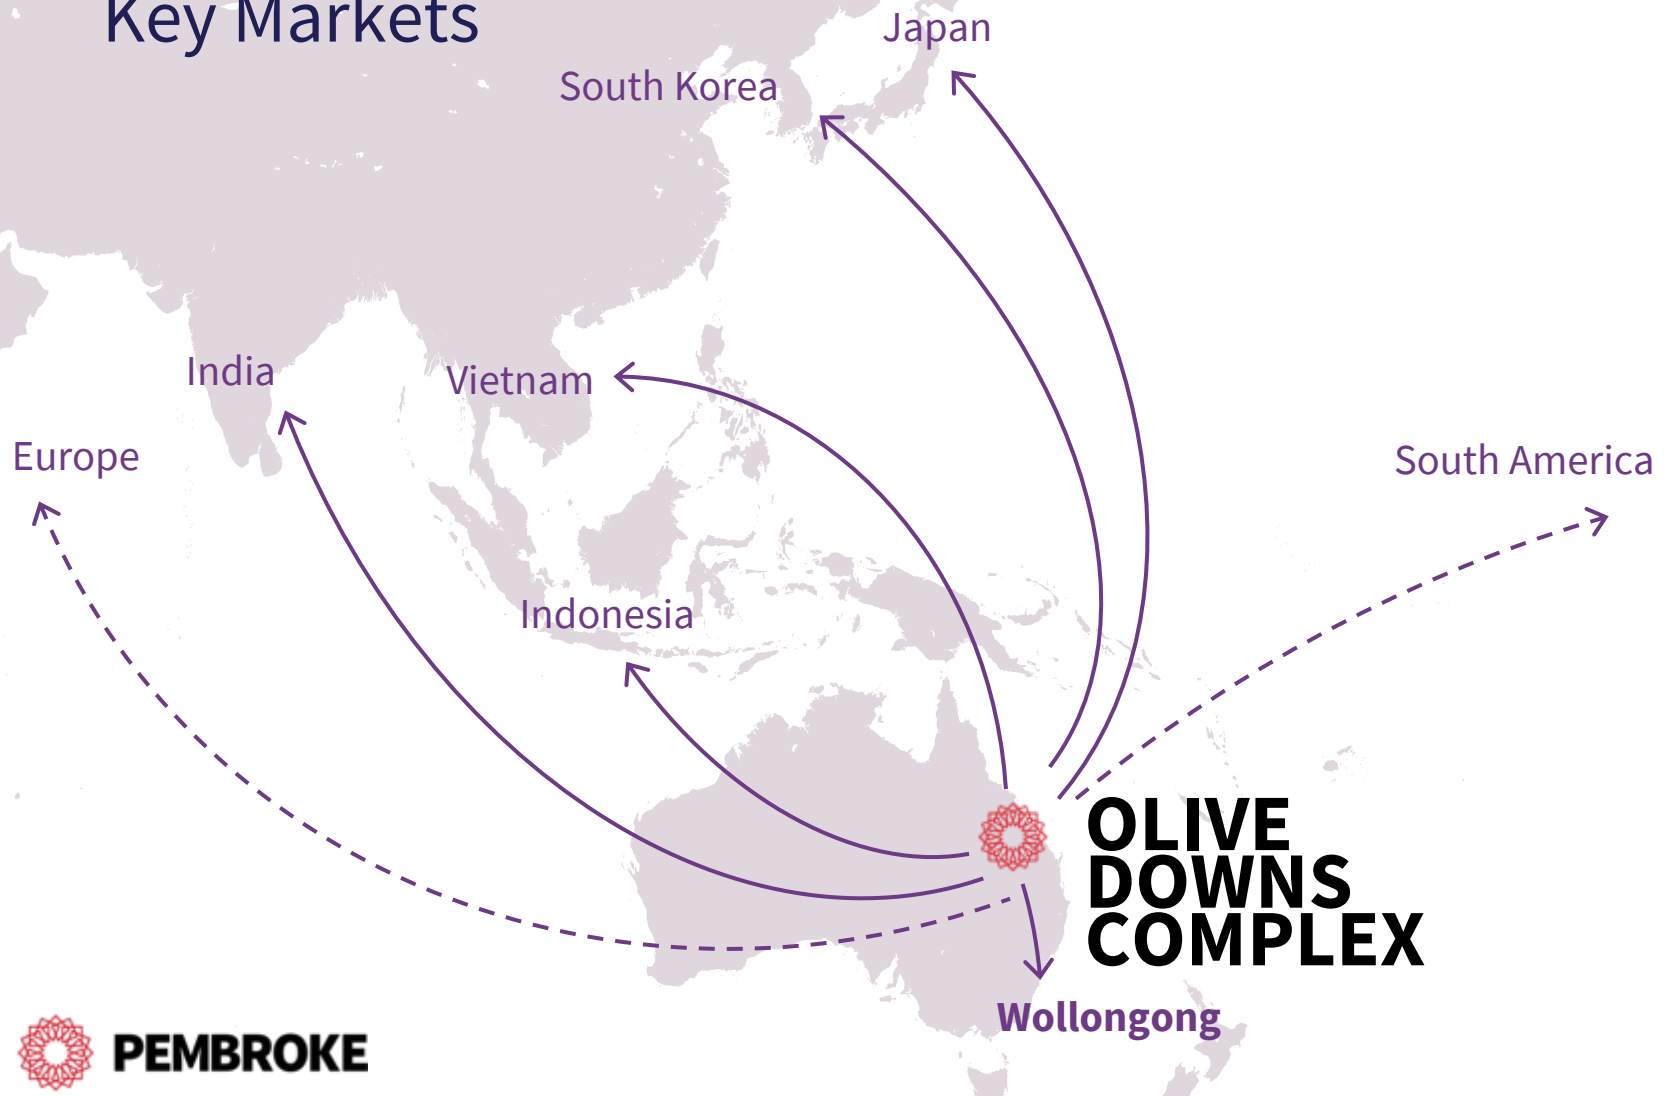 Key Markets
Japan
South Korea
India
Vietnam
Europe
South America
Indonesia
OLIVE
DOWNS
COMPLEX
Wollongong
PEMBROKE